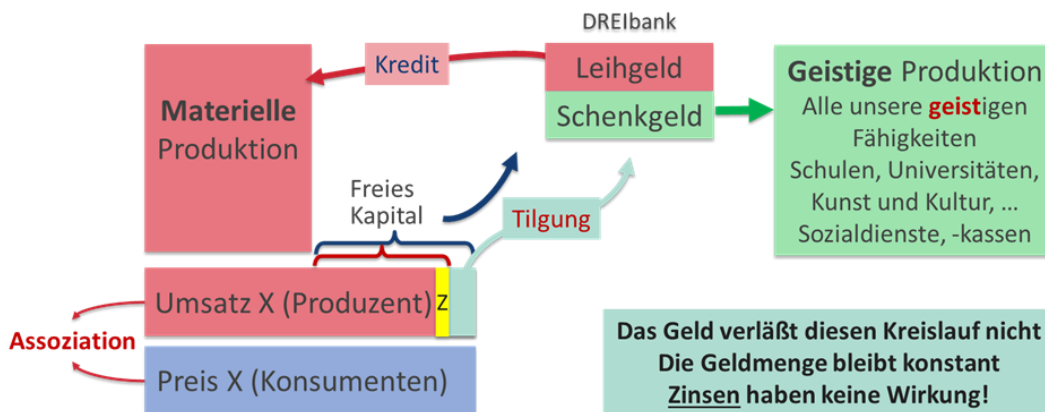 DREIbank
Kredit
Leihgeld
Schenkgeld
Materielle
Produktion
Geistige Produktion
Alle unsere geistigen
Fähigkeiten
Schulen, Universitäten,
Kunst und Kultur, ...
Sozialdienste, -kassen
Freies
Kapital
Tilgung
Umsatz X (Produzent)
Z
Assoziation
Preis X (Konsumenten)
Das Geld verläßt diesen Kreislauf nicht
Die Geldmenge bleibt konstant
Zinsen haben keine Wirkung!